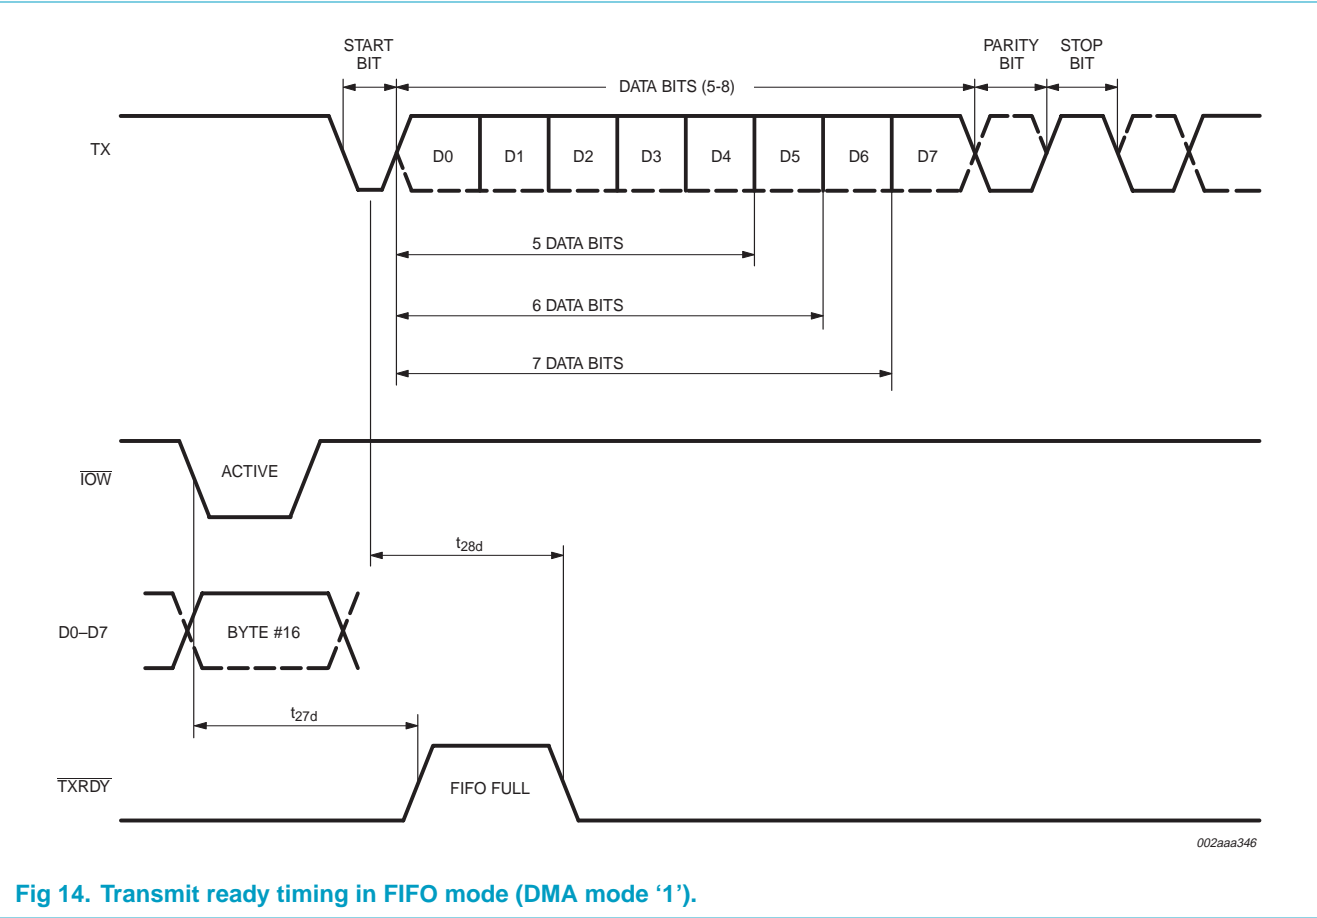 START
BIT
DATA BITS (5-8)
PARITY
BIT
STOP
BIT
TX
D0 D1 D2 D3 D4 D5 D6 D7
5 DATA BITS
6 DATA BITS
7 DATA BITS
IOW
ACTIVE
t28d
D0–D7
BYTE #16
t27d
TXRDY
FIFO FULL
002aaa346
Fig 14. Transmit ready timing in FIFO mode (DMA mode ‘1’).